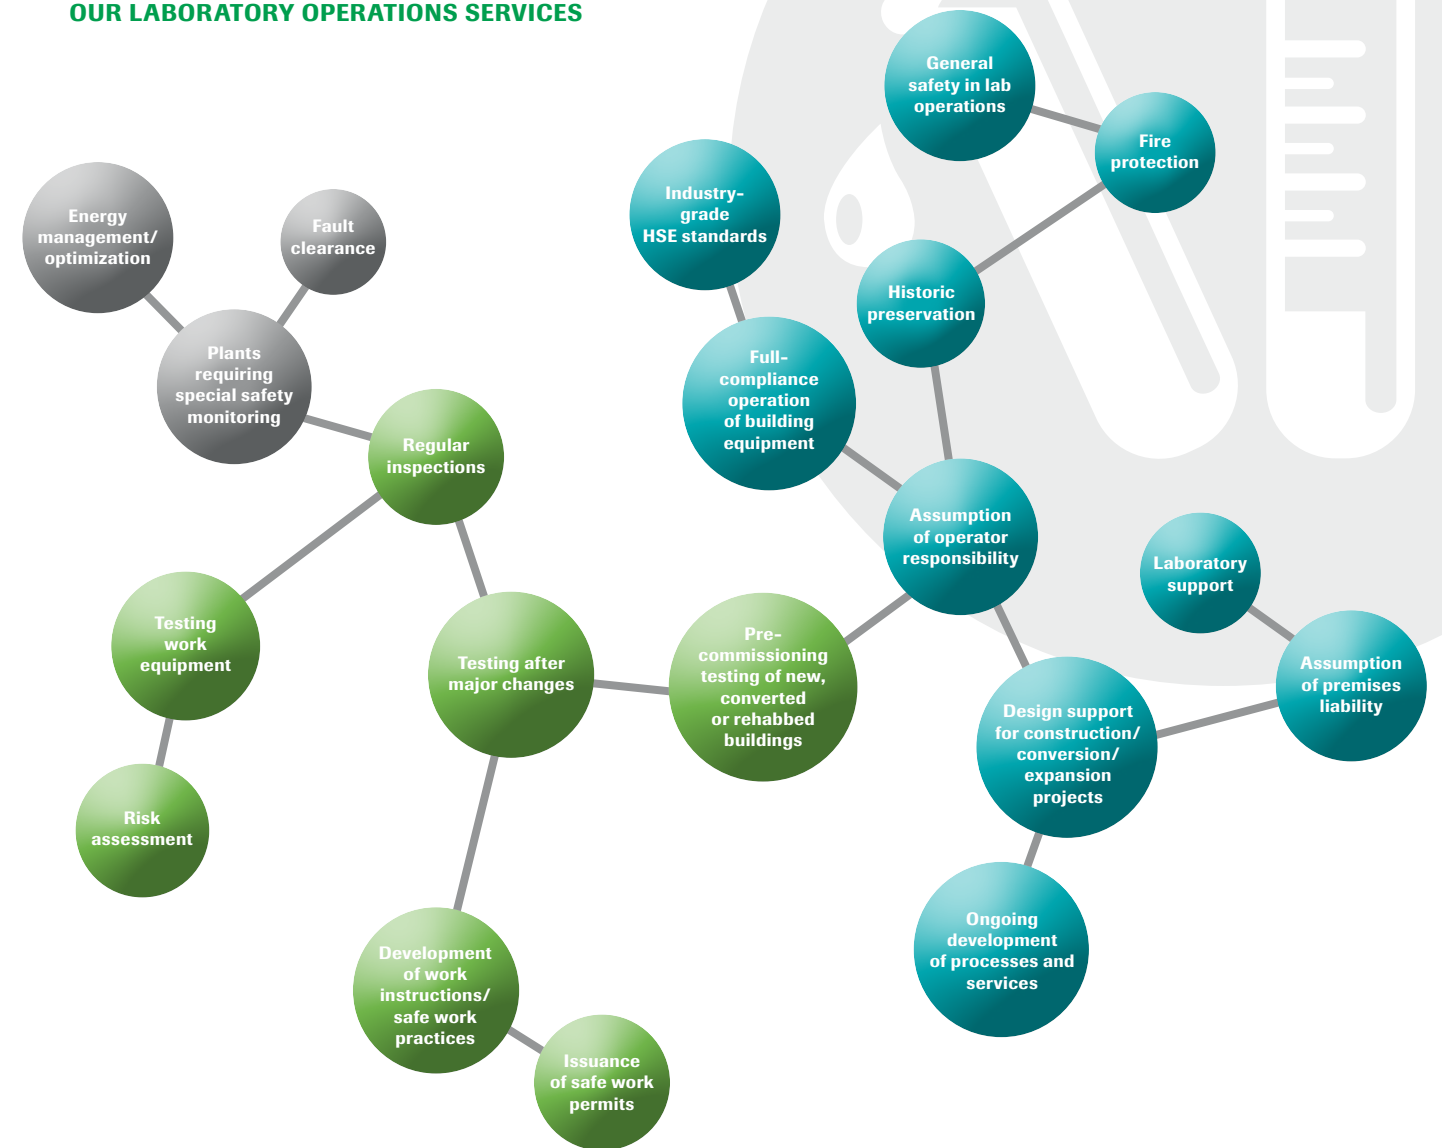 OUR LABORATORY OPERATIONS SERVICES
General
safety in lab
operations
Fire
protection
Industry-
grade
HSE standards
Energy
management/
optimization
Fault
clearance
Historic
preservation
Plants
requiring
special safety
monitoring
Full-
compliance
operation
of building
equipment
Regular
inspections
Assumption
of operator
responsibility
Laboratory
support
Testing
work
equipment
Testing after
major changes
Pre-
commissioning
testing of new,
converted
or rehabbed
buildings
Assumption
of premises
liability
Design support
for construction/
conversion/
expansion
projects
Risk
assessment
Ongoing
development
of processes and
services
Development
of work
instructions/
safe work
practices
Issuance
of safe work
permits